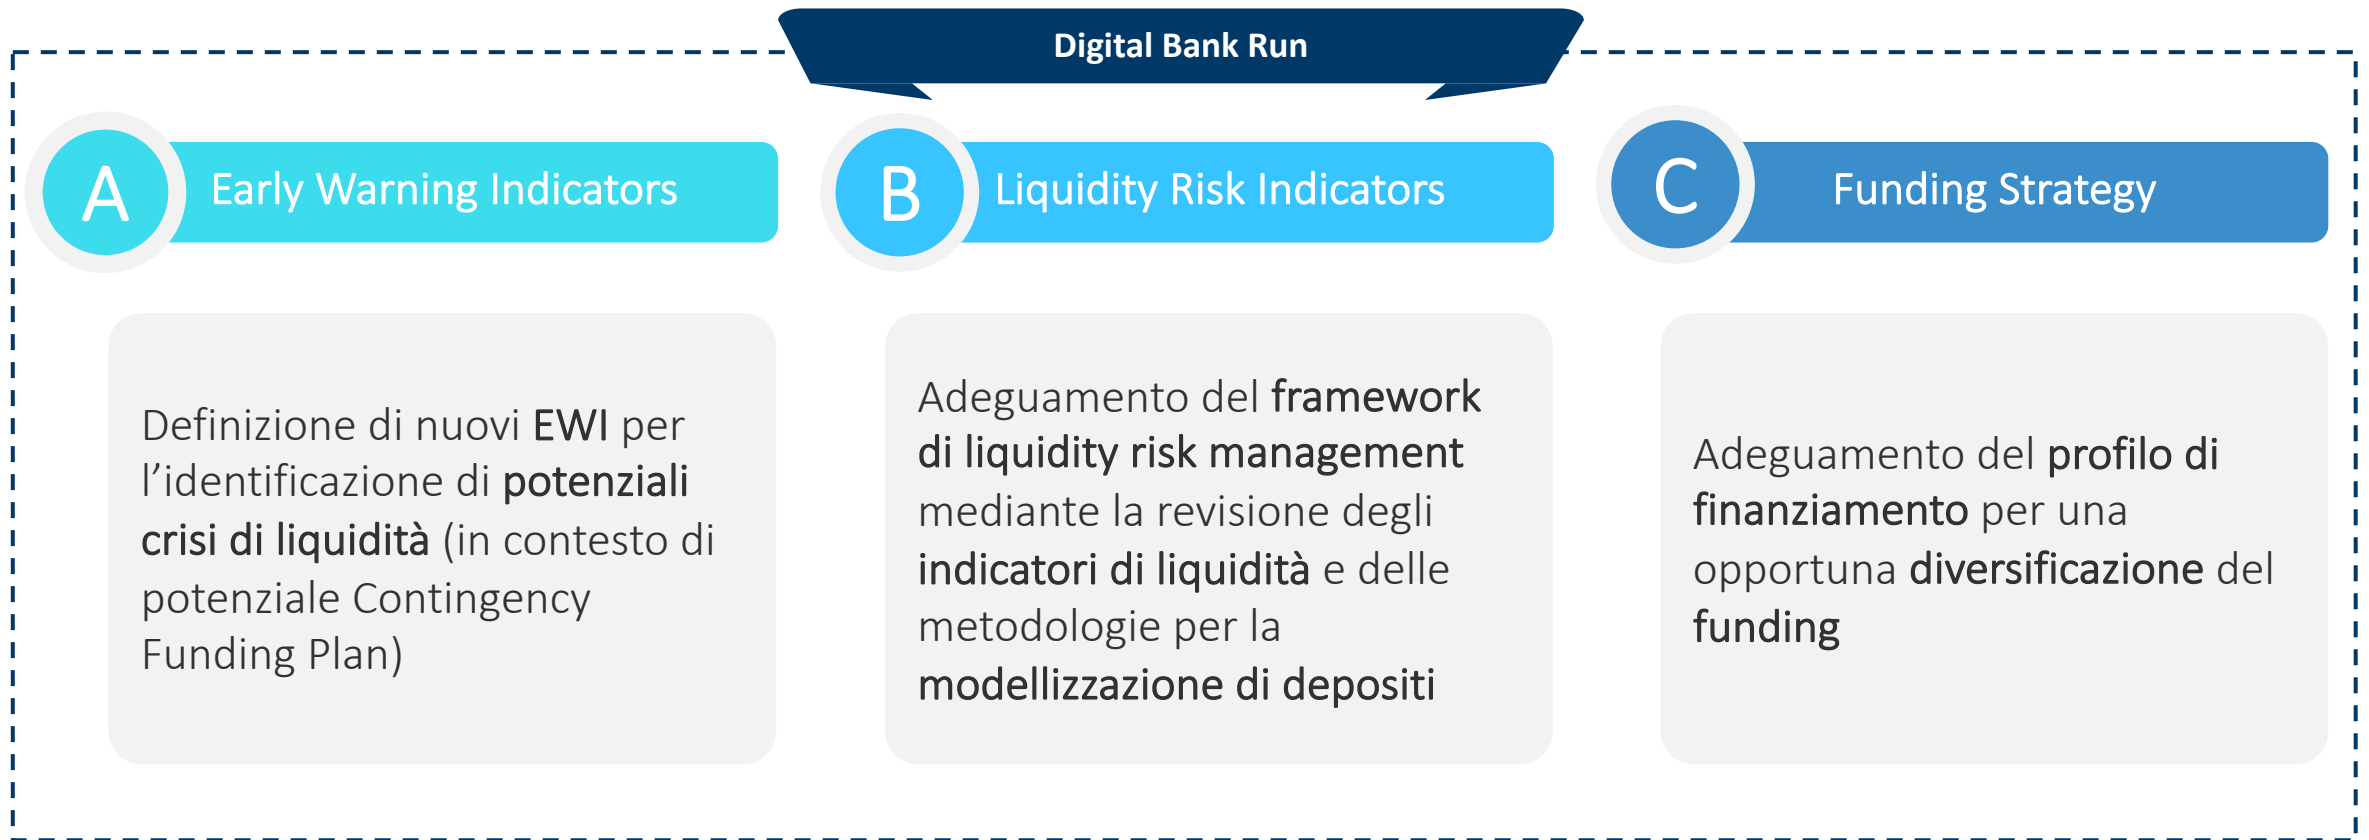 Digital Bank Run
A
Early Warning Indicators
Definizione di nuovi EWI per
l’identificazione di potenziali
crisi di liquidità (in contesto di
potenziale Contingency
Funding Plan)
B
Liquidity Risk Indicators
Adeguamento del framework
di liquidity risk management
mediante la revisione degli
indicatori di liquidità e delle
metodologie per la
modellizzazione di depositi
C
Funding Strategy
Adeguamento del profilo di
finanziamento per una
opportuna diversificazione del
funding